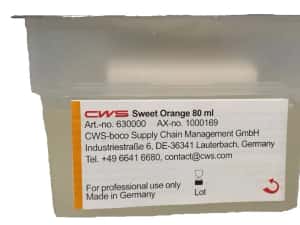 CWS Sweet Orange 80 ml
Art.-no. 630000 AX-no. 1000169
CWS-boco Supply Chain Management GmbH
Industriestraße 6, DE-36341 Lauterbach, Germany
Tel. +49 6641 6680, contact@cws.com
For professional use only
Made in Germany
Lot